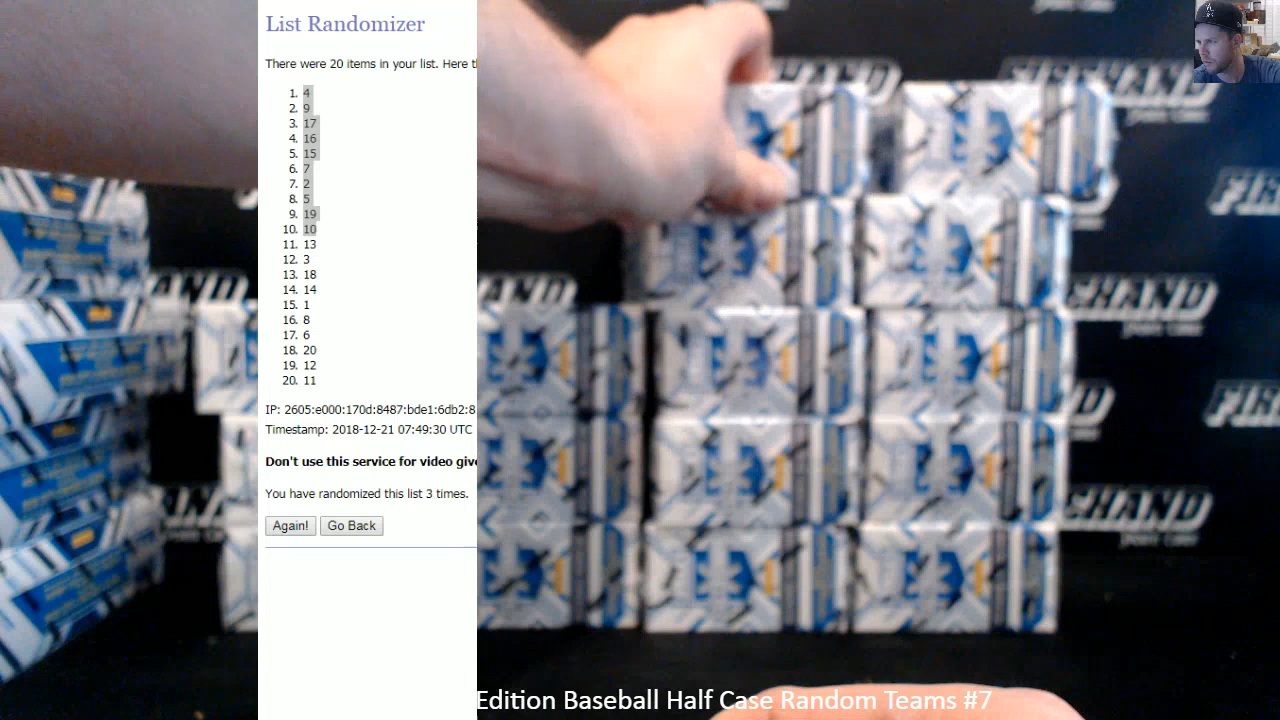 List Randomizer
There were 20 items in your list. Here t
1. 4
2. 9
3. 17
4. 16
5. 15
6. 7
7. 2
8. 5
9. 19
10. 10
11. 13
12. 3
13. 18
14. 14
15. 1
16. 8
17. 6
18. 20
19. 12
20. 11
IP: 2605:e000:170d:8487:bde1:6db2:8
Timestamp: 2018-12-21 07:49:30 UTC
Don't use this service for video giv
You have randomized this list 3 times.
Again! Go Back
Edition Baseball Half Case Random Teams #7